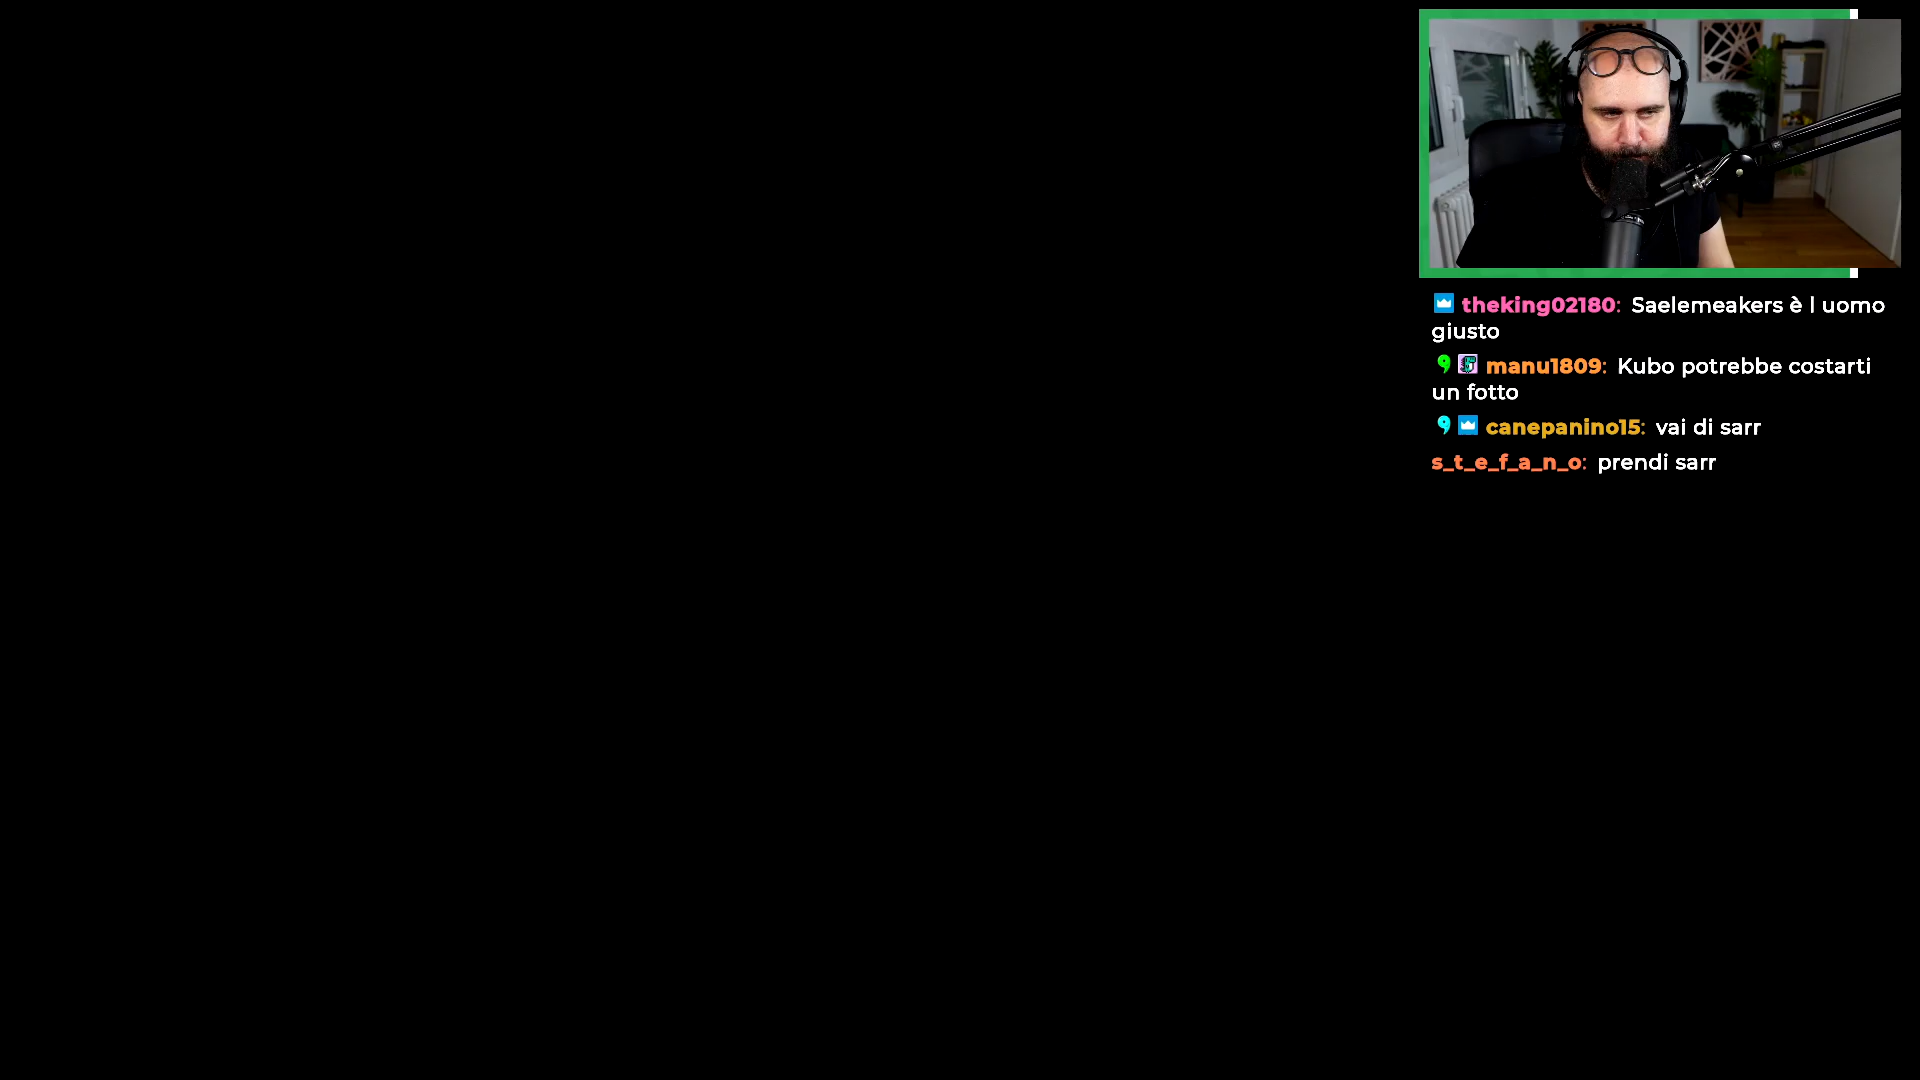 theking02180: Saelemeakers è l uomo
giusto
manu1809: Kubo potrebbe costarti
un fotto
canepanino15: vai di sarr
s_t_e_f_a_n_o: prendi sarr